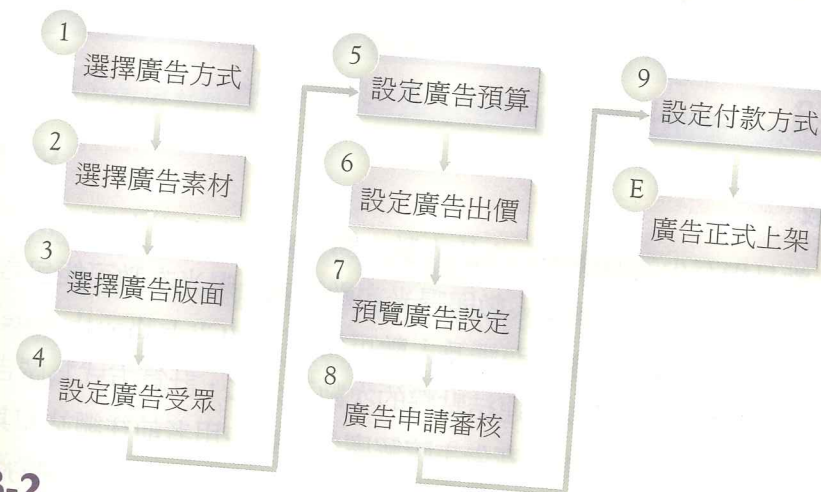 1
選擇廣告方式
2
選擇廣告素材
3
選擇廣告版面
4
設定廣告受眾
5
設定廣告預算
6
設定廣告出價
7
預覽廣告設定
8
廣告申請審核
9
設定付款方式
E
廣告正式上架
3-2